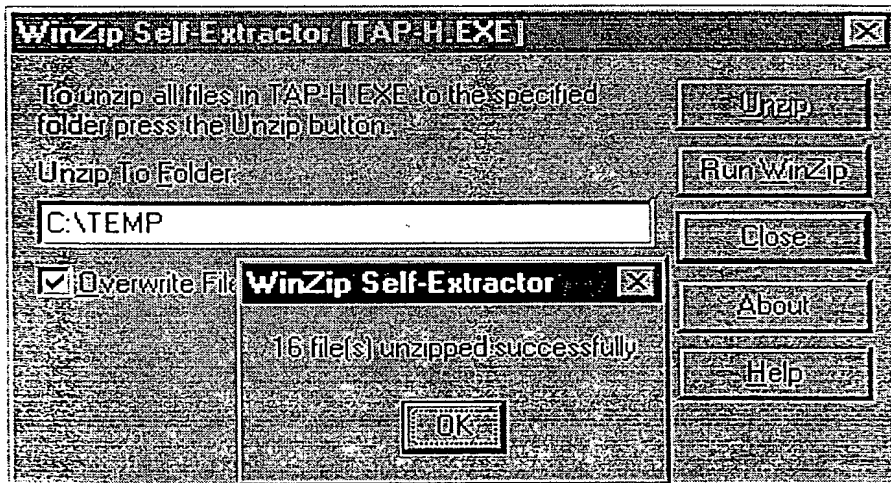 WinZip Self-Extractor [TAP-H.EXE]
To unzip all files in TAP-H.EXE to the specified
folder press the Unzip button.
Unzip To Folder:
C:\TEMP
Overwrite File
Unzip
Run WinZip
Close
About
Help
WinZip Self-Extractor
16 file(s) unzipped successfully
OK